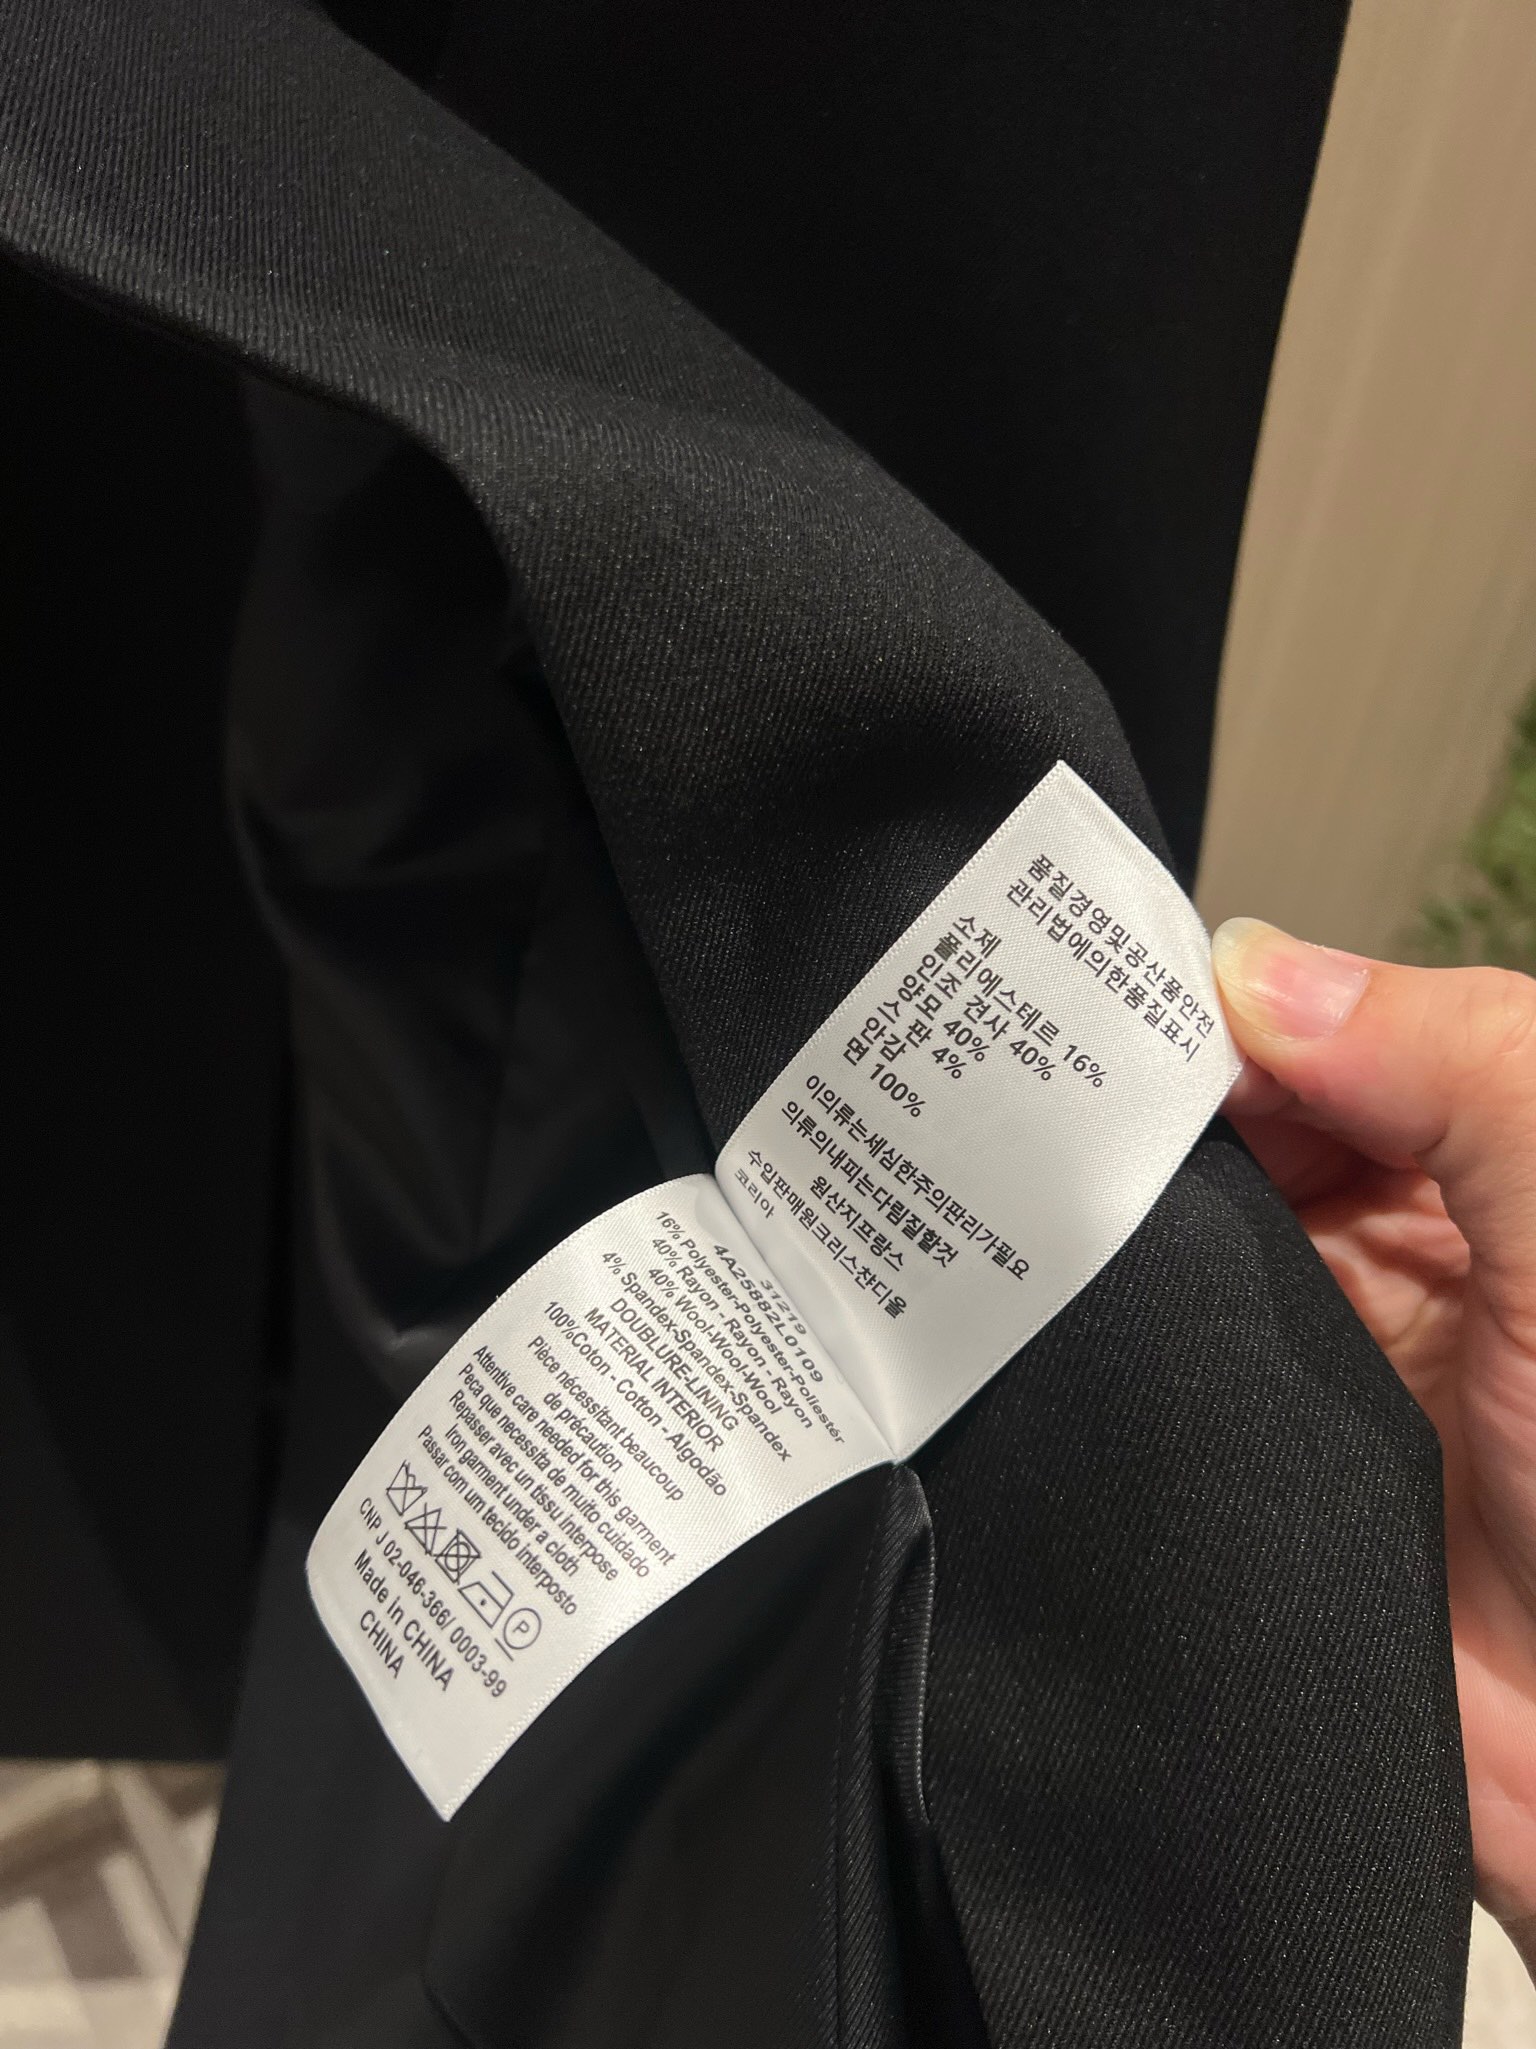 품질경영및공산품안전
관리법에의한품질표시
소제
폴리에스테르 16%
인조 견사 40%
양모 40%
스 판 4%
안감
면 100%
이의류는세심한주의판리가필요
의류의내피는다림질할것
원산지프랑스
수입판매원크리스챤디올
코리아
31219
4A25882L0109
16% Polyester-Polyester-Poliestér
40% Rayon - Rayon - Rayon
40% Wool-Wool-Wool
4% Spandex-Spandex-Spandex
DOUBLURE-LINING
MATERIAL INTERIOR
100%Coton - Cotton - Algodão
Pièce nécessitant beaucoup
de précaution
Attentive care needed for this garment
Peca que necessita de muito cuidado
Repasser avec un tissu interpose
Iron garment under a cloth
Passar com um tecido interposto
P
CNP J 02-046-366/ 0003-99
Made in CHINA
CHINA